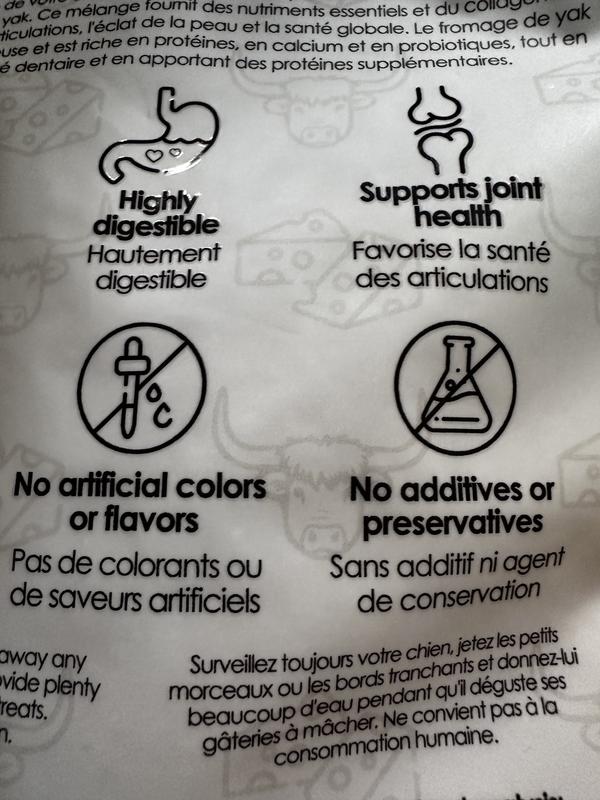 yak. Ce mélange fournit des nutriments essentiels et du
l'éclat de la peau et la santé globale. Le fromage de yak
use et est riche en protéines, en calcium et en probiotiques, tout en
é dentaire et en apportant des protéines supplémentaires.
Highly
digestible
Hautement
digestible
Supports joint
health
Favorise la santé
des articulations
No artificial colors
or flavors
Pas de colorants ou
de saveurs artificiels
No additives or
preservatives
Sans additif ni agent
de conservation
away any
vide plenty
reats.
n.
Surveillez toujours votre chien, jetez les petits
morceaux ou les bords tranchants et donnez-lui
beaucoup d'eau pendant qu'il déguste ses
gâteries à mâcher. Ne convient pas à la
consommation humaine.